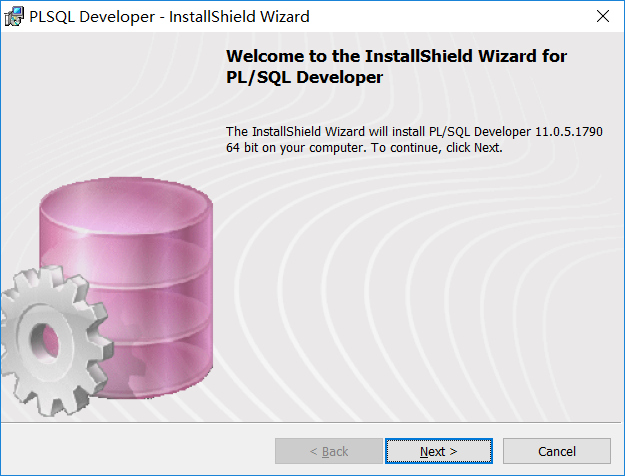 PLSQL Developer - InstallShield Wizard
Welcome to the InstallShield Wizard for
PL/SQL Developer
The InstallShield Wizard will install PL/SQL Developer 11.0.5.1790
64 bit on your computer. To continue, click Next.
< Back
Next >
Cancel